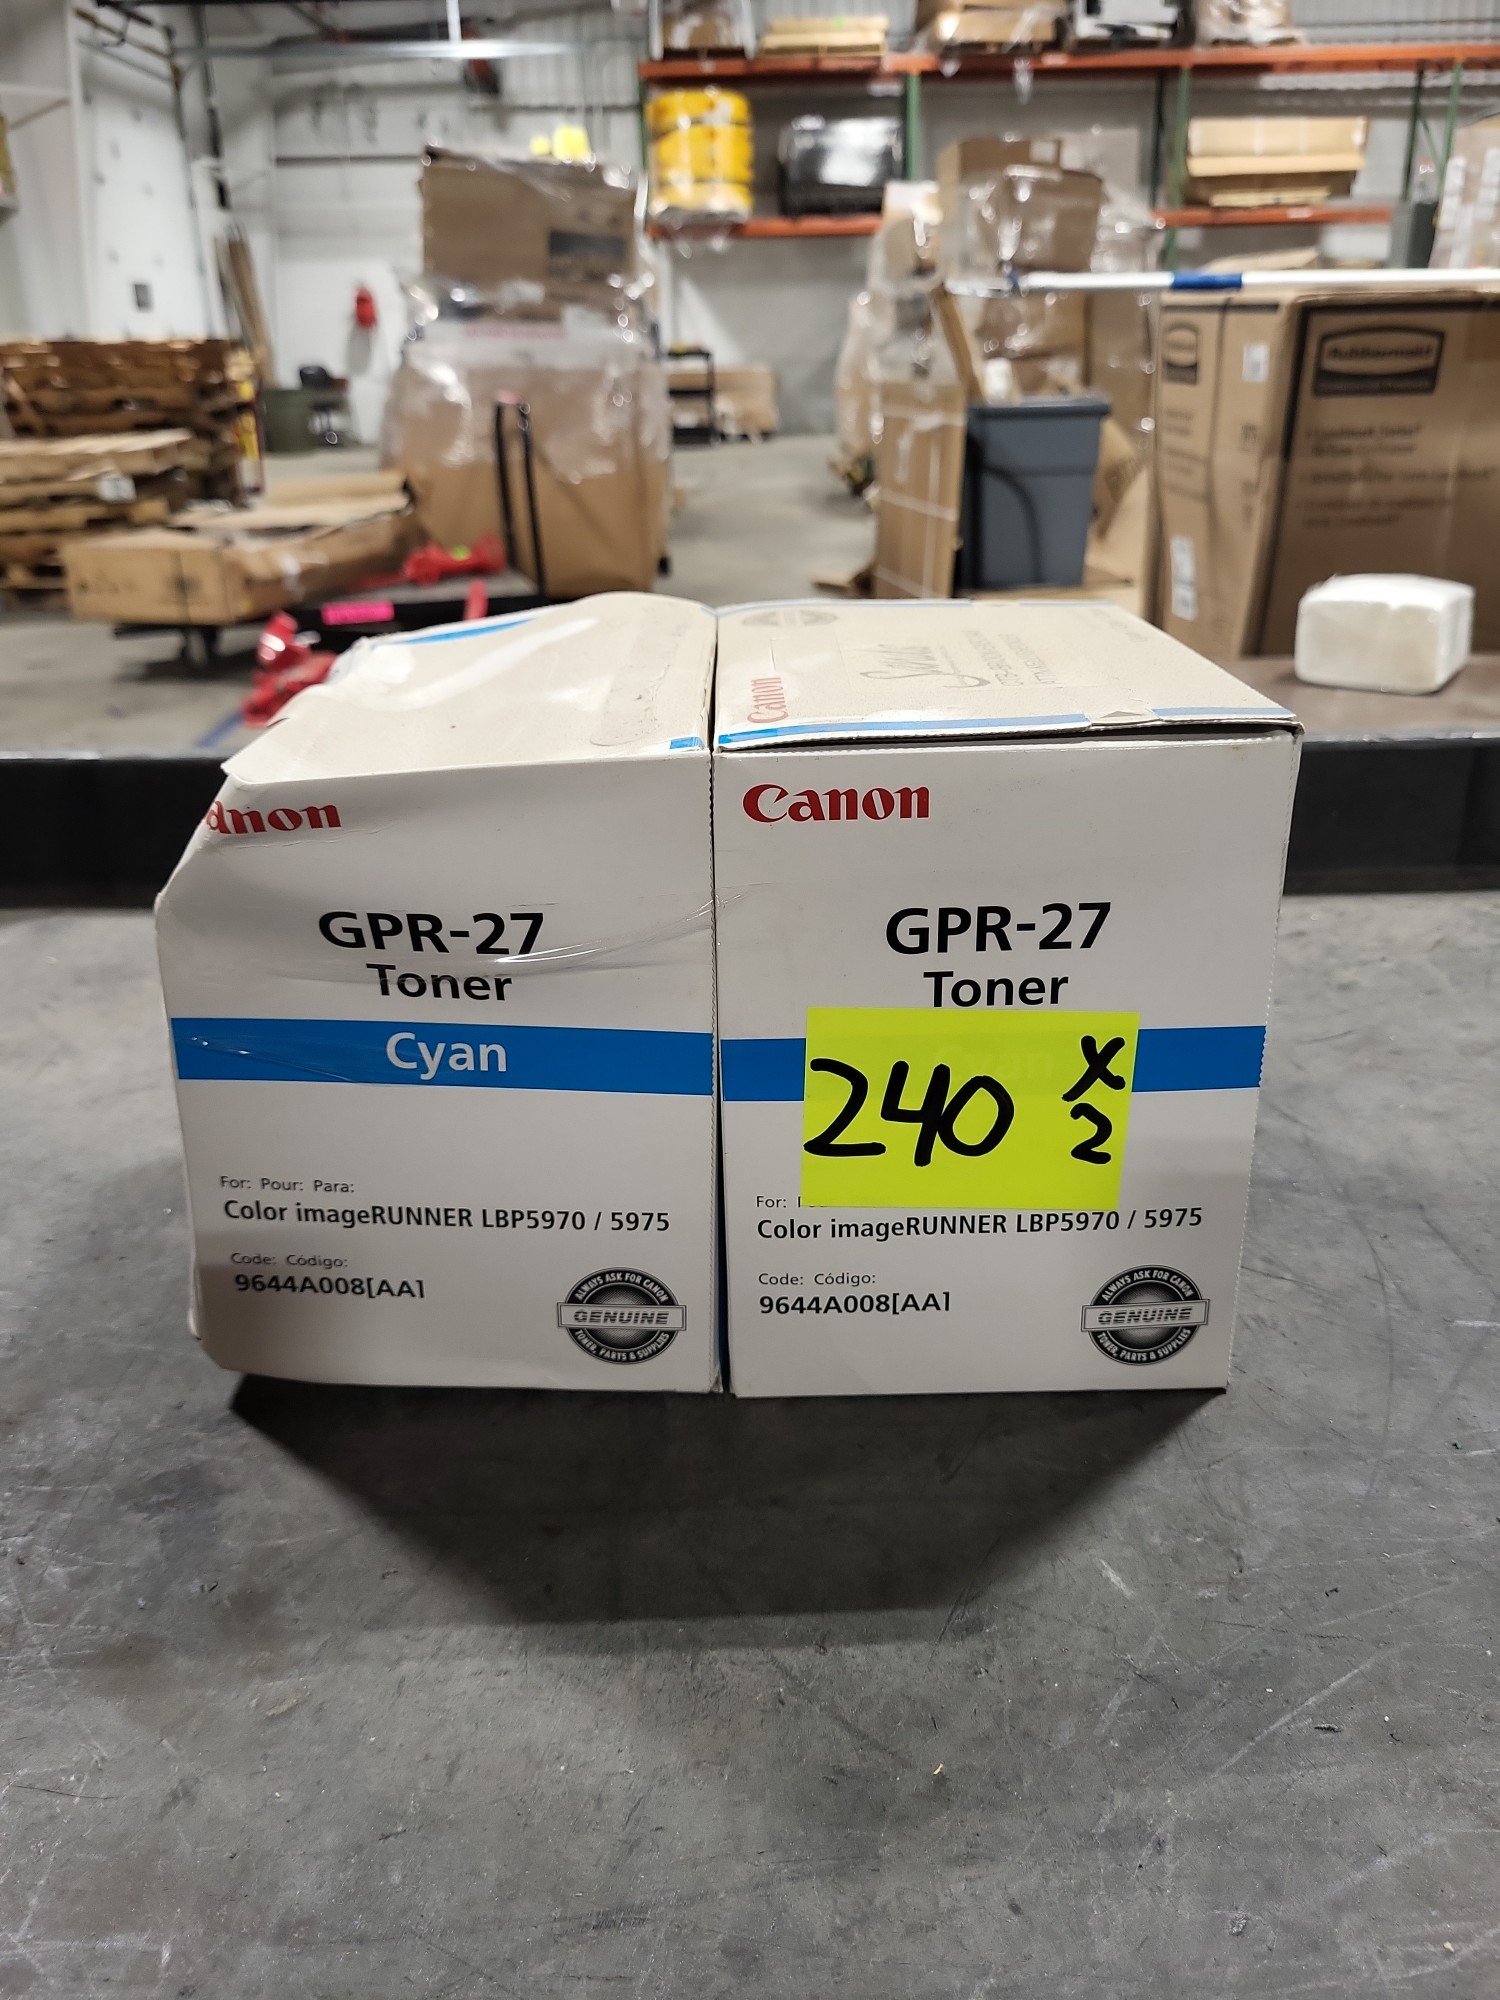 Canon
GPR-27
Toner
Cyan
For: Pour: Para:
Color imageRUNNER LBP5970 / 5975
Code: Código:
9644A008[AA]
ALWAYS ASK FOR CANON
GENUINE
TONER, PARTS & SUPPLIES
Canon
Canon
GPR-27
Toner
240 x
2
For:
Color imageRUNNER LBP5970 / 5975
Code: Código:
9644A008[AA]
ALWAYS ASK FOR CANON
GENUINE
TONER, PARTS & SUPPLIES
Rubbermaid